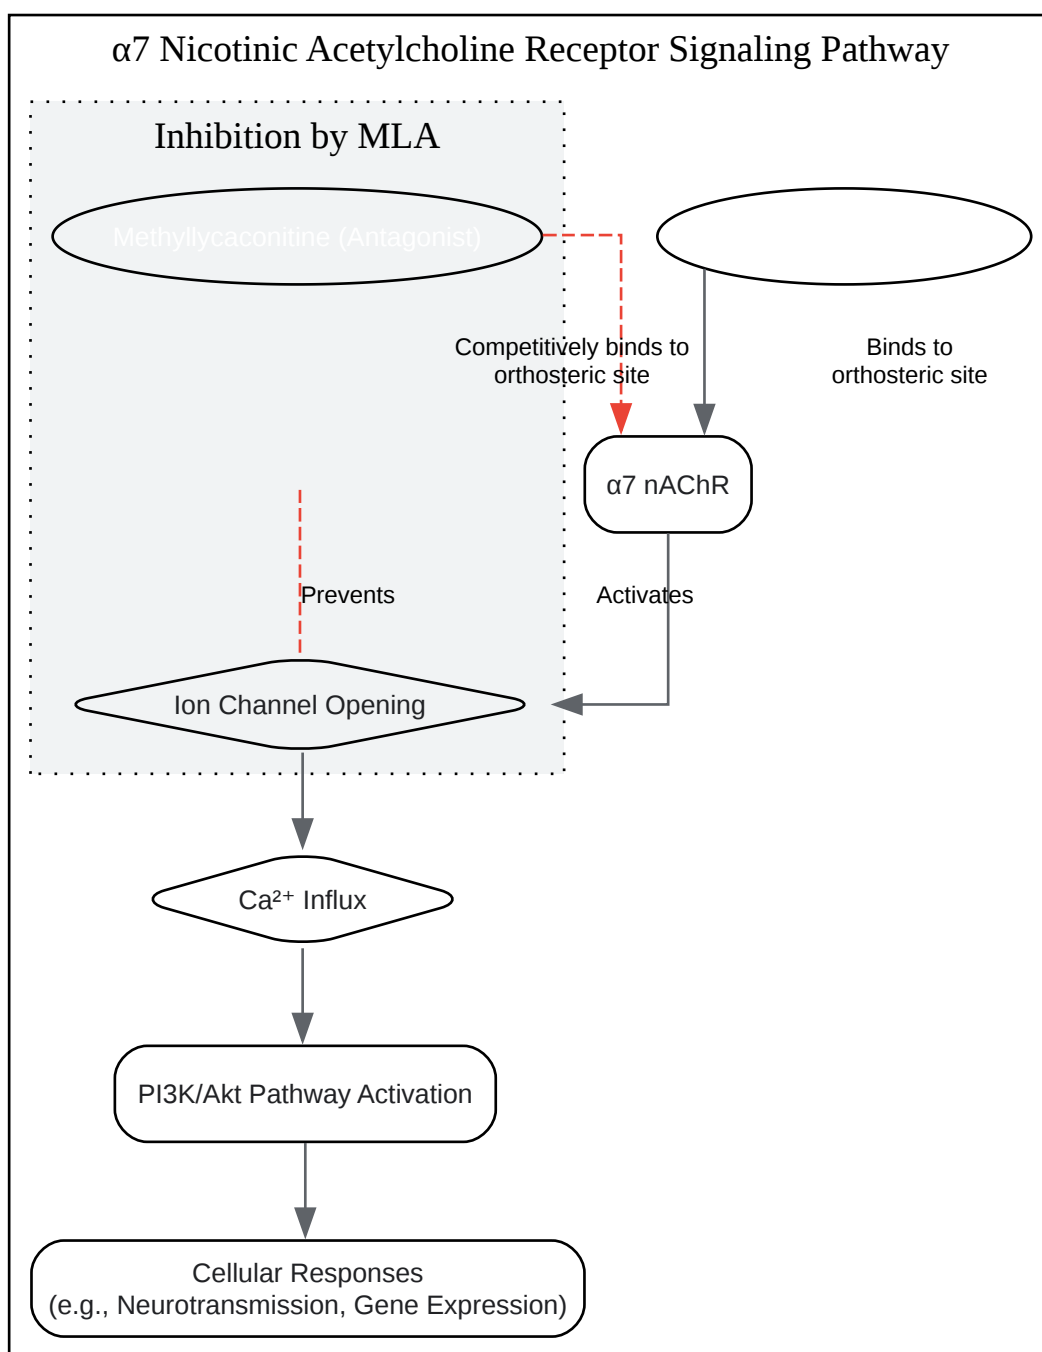 α7 Nicotinic Acetylcholine Receptor Signaling Pathway
Inhibition by MLA
Methyllycaconitine (Antagonist)
Competitively binds to
orthosteric site
Binds to
orthosteric site
α7 nAChR
Prevents
Activates
Ion Channel Opening
Ca²⁺ Influx
PI3K/Akt Pathway Activation
Cellular Responses
(e.g., Neurotransmission, Gene Expression)